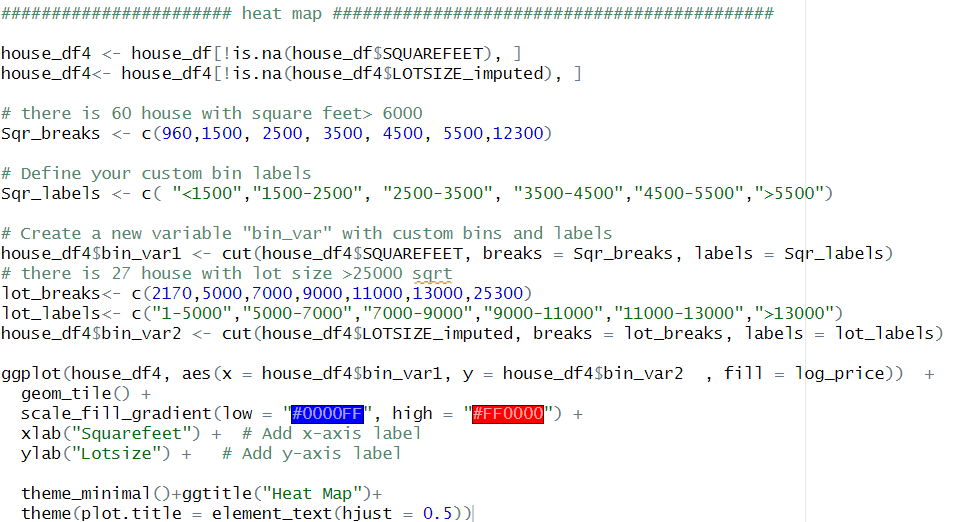 ####################### heat map ############################################
house_df4 <- house_df[!is.na(house_df$SQUAREFEET), ]
house_df4<- house_df4[!is.na(house_df4$LOTSIZE_imputed), ]
# there is 60 house with square feet> 6000
Sqr_breaks <- c(960,1500, 2500, 3500, 4500, 5500,12300)
# Define your custom bin labels
Sqr_labels <- c( "<1500","1500-2500", "2500-3500", "3500-4500","4500-5500",">5500")
# Create a new variable "bin_var" with custom bins and labels
house_df4$bin_var1 <- cut(house_df4$SQUAREFEET, breaks = Sqr_breaks, labels = Sqr_labels)
# there is 27 house with lot size >25000 sqrt
lot_breaks<- c(2170,5000,7000,9000,11000,13000,25300)
lot_labels<- c("1-5000","5000-7000","7000-9000","9000-11000","11000-13000",">13000")
house_df4$bin_var2 <- cut(house_df4$LOTSIZE_imputed, breaks = lot_breaks, labels = lot_labels)
ggplot(house_df4, aes(x = house_df4$bin_var1, y = house_df4$bin_var2  , fill = log_price))  +
  geom_tile() +
  scale_fill_gradient(low = "#0000FF", high = "#FF0000") +
  xlab("Squarefeet") +  # Add x-axis label
  ylab("Lotsize") +   # Add y-axis label
  theme_minimal()+ggtitle("Heat Map")+
  theme(plot.title = element_text(hjust = 0.5))